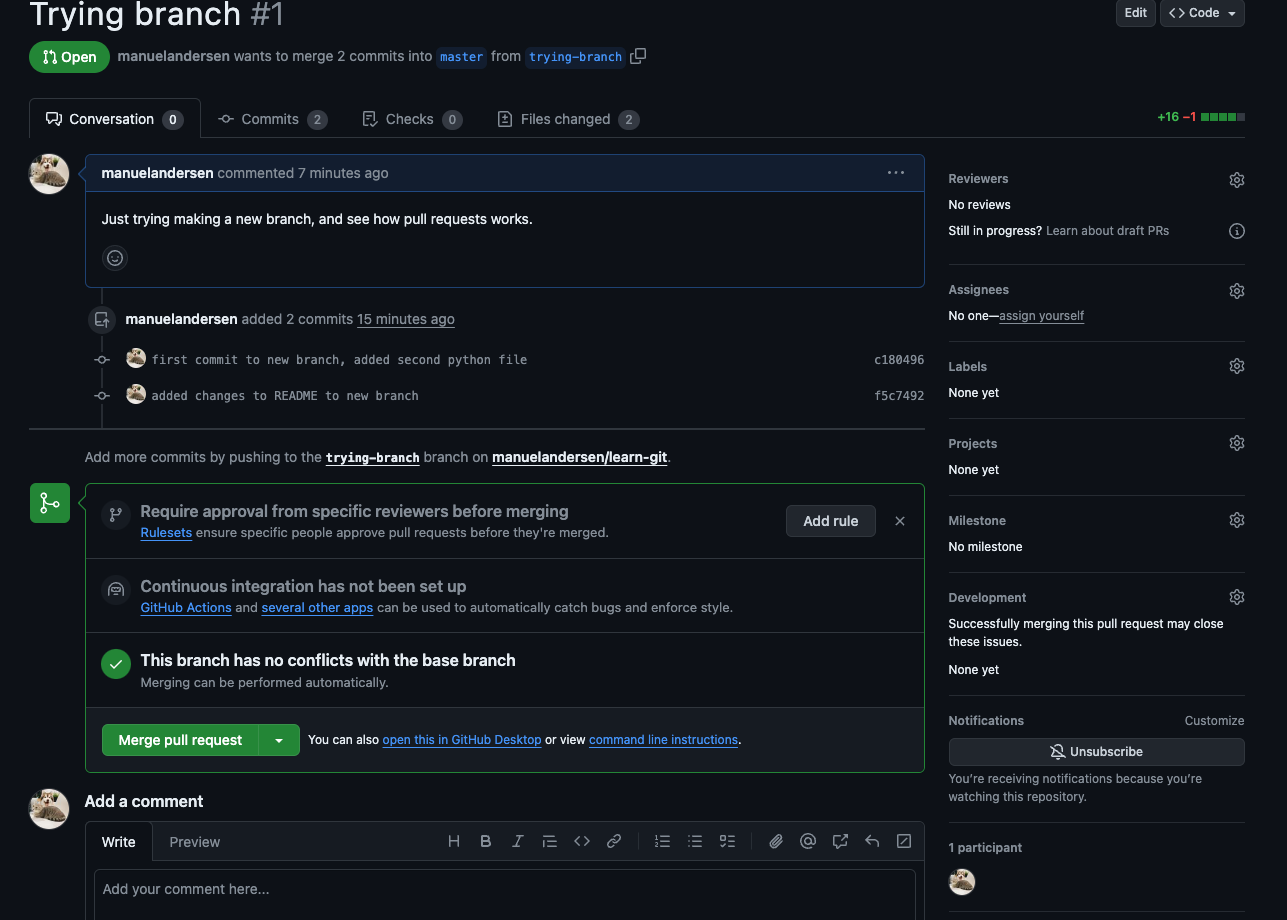 Trying branch #1
Edit
Code
Open
manuelandersen wants to merge 2 commits into master from trying-branch
Conversation 0
Commits 2
Checks 0
Files changed 2
+16 −1
manuelandersen commented 7 minutes ago
Just trying making a new branch, and see how pull requests works.
manuelandersen added 2 commits 15 minutes ago
first commit to new branch, added second python file c180496
added changes to README to new branch f5c7492
Add more commits by pushing to the trying-branch branch on manuelandersen/learn-git.
Require approval from specific reviewers before merging
Rulesets ensure specific people approve pull requests before they're merged.
Add rule
Continuous integration has not been set up
GitHub Actions and several other apps can be used to automatically catch bugs and enforce style.
This branch has no conflicts with the base branch
Merging can be performed automatically.
Merge pull request
You can also open this in GitHub Desktop or view command line instructions.
Add a comment
Write
Preview
Add your comment here...
Reviewers
No reviews
Still in progress? Learn about draft PRs
Assignees
No one—assign yourself
Labels
None yet
Projects
None yet
Milestone
No milestone
Development
Successfully merging this pull request may close
these issues.
None yet
Notifications
Customize
Unsubscribe
You're receiving notifications because you're
watching this repository.
1 participant